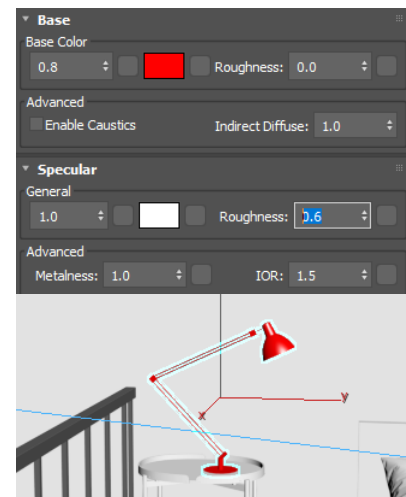 Base
Base Color
0.8 Roughness: 0.0
Advanced
Enable Caustics Indirect Diffuse: 1.0
Specular
General
1.0 Roughness: 0.6
Advanced
Metalness: 1.0 IOR: 1.5
x y